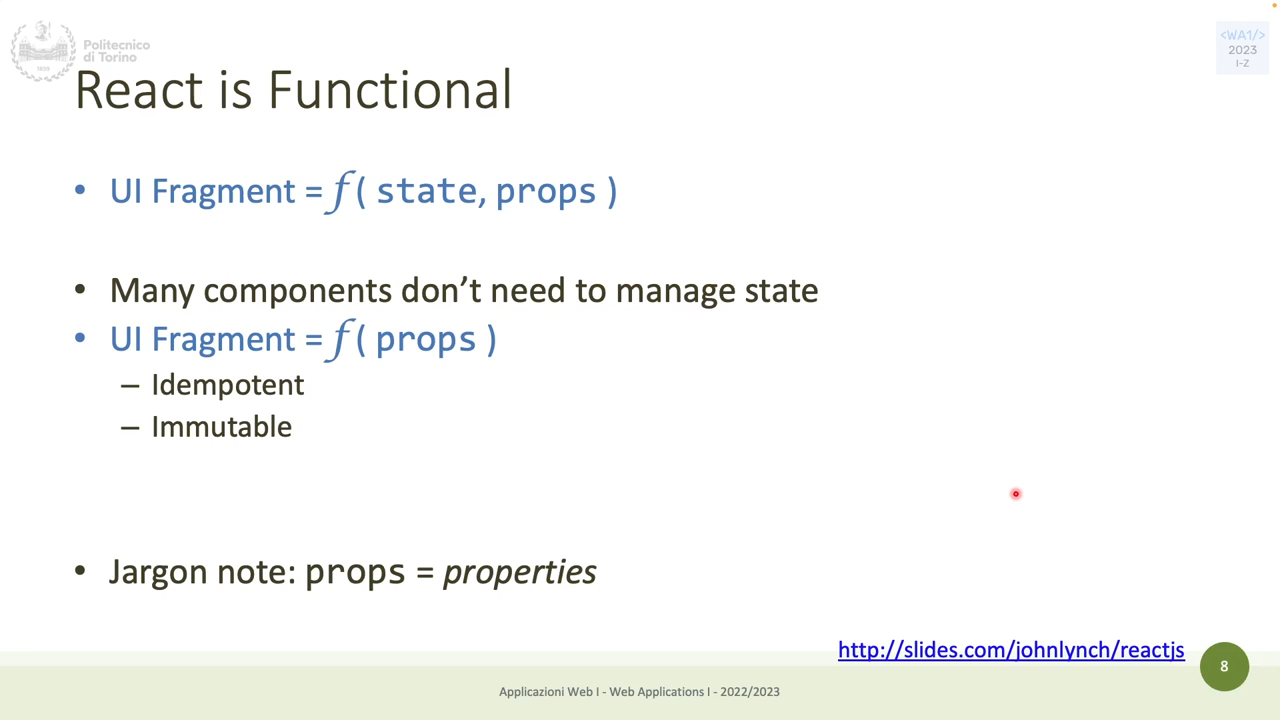 Politecnico
di Torino
1859
<WA1/>
2023
I-Z
React is Functional
• UI Fragment = f ( state, props )
• Many components don’t need to manage state
• UI Fragment = f ( props )
– Idempotent
– Immutable
• Jargon note: props = properties
http://slides.com/johnlynch/reactjs
8
Applicazioni Web I - Web Applications I - 2022/2023